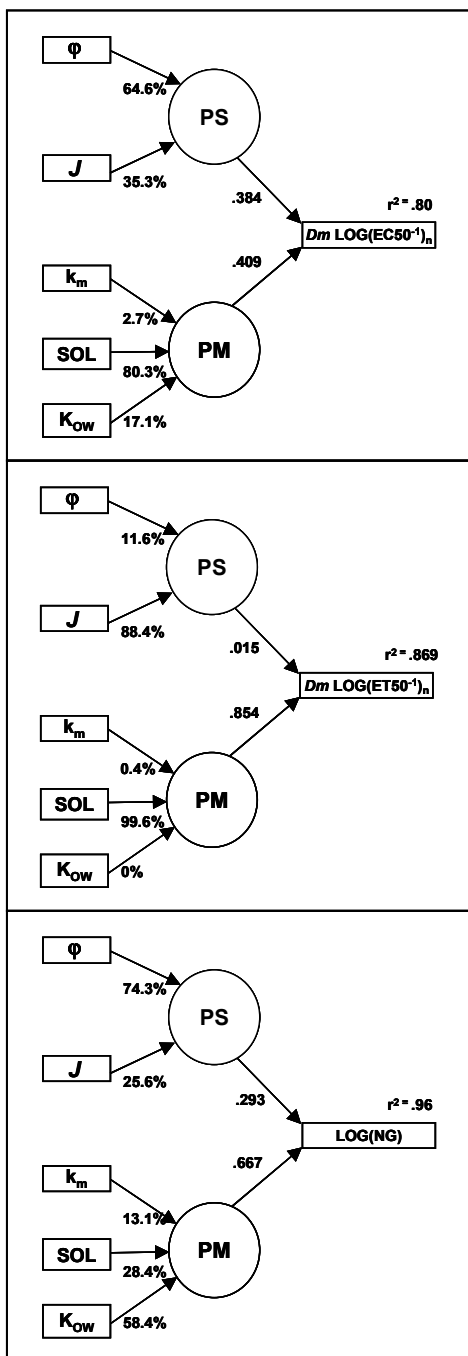 φ
64.6%
PS
J
35.3%
.384
r² = .80
Dm LOG(EC50⁻¹)ₙ
.409
kₘ
2.7%
SOL
80.3%
PM
K_OW
17.1%
φ
11.6%
PS
J
88.4%
.015
r² = .869
Dm LOG(ET50⁻¹)ₙ
.854
kₘ
0.4%
SOL
99.6%
PM
K_OW
0%
φ
74.3%
PS
J
25.6%
.293
r² = .96
LOG(NG)
.667
kₘ
13.1%
SOL
28.4%
PM
K_OW
58.4%